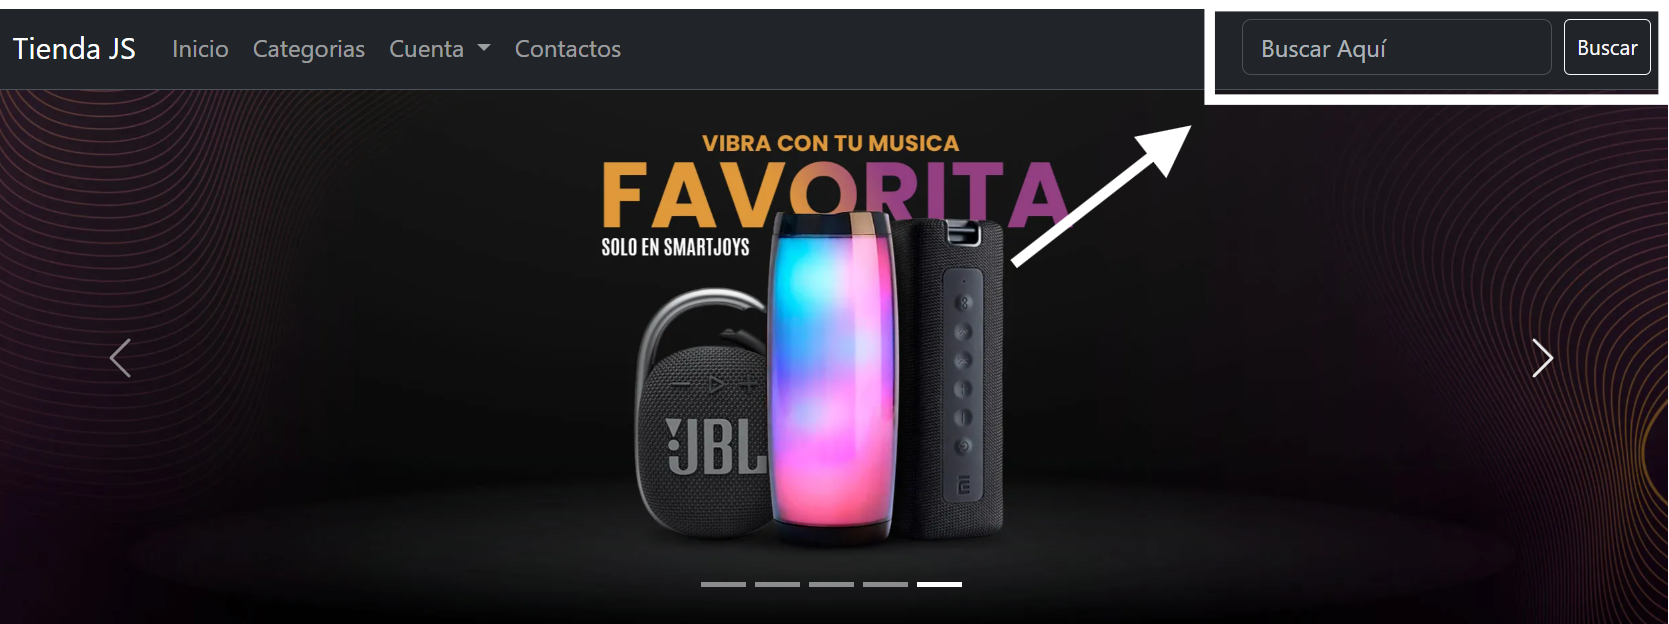 Tienda JS Inicio Categorias Cuenta Contactos Buscar Aquí Buscar
VIBRA CON TU MUSICA
FAVORITA
SOLO EN SMARTJOYS
JBL